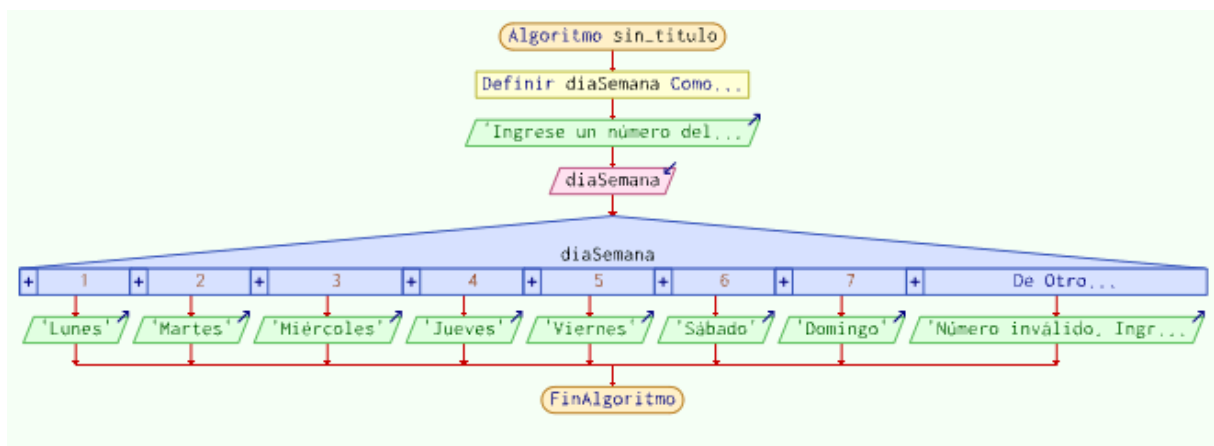 Algoritmo sin_titulo
Definir diaSemana Como...
'Ingrese un número del...
diaSemana
diaSemana
+ 1 + 2 + 3 + 4 + 5 + 6 + 7 + De Otro...
'Lunes' 'Martes' 'Miércoles' 'Jueves' 'Viernes' 'Sábado' 'Domingo' 'Número inválido. Ingr...
FinAlgoritmo